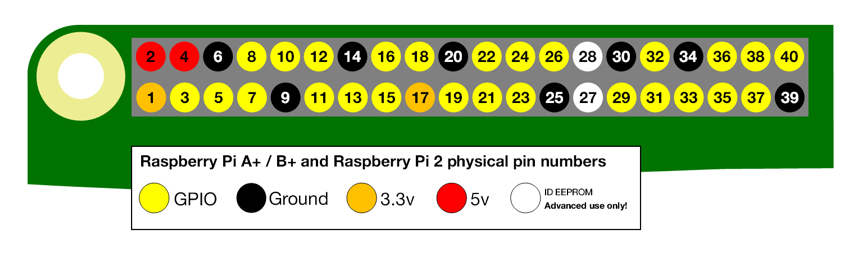 2 4 6 8 10 12 14 16 18 20 22 24 26 28 30 32 34 36 38 40
1 3 5 7 9 11 13 15 17 19 21 23 25 27 29 31 33 35 37 39
Raspberry Pi A+ / B+ and Raspberry Pi 2 physical pin numbers
GPIO Ground 3.3v 5v ID EEPROM
Advanced use only!